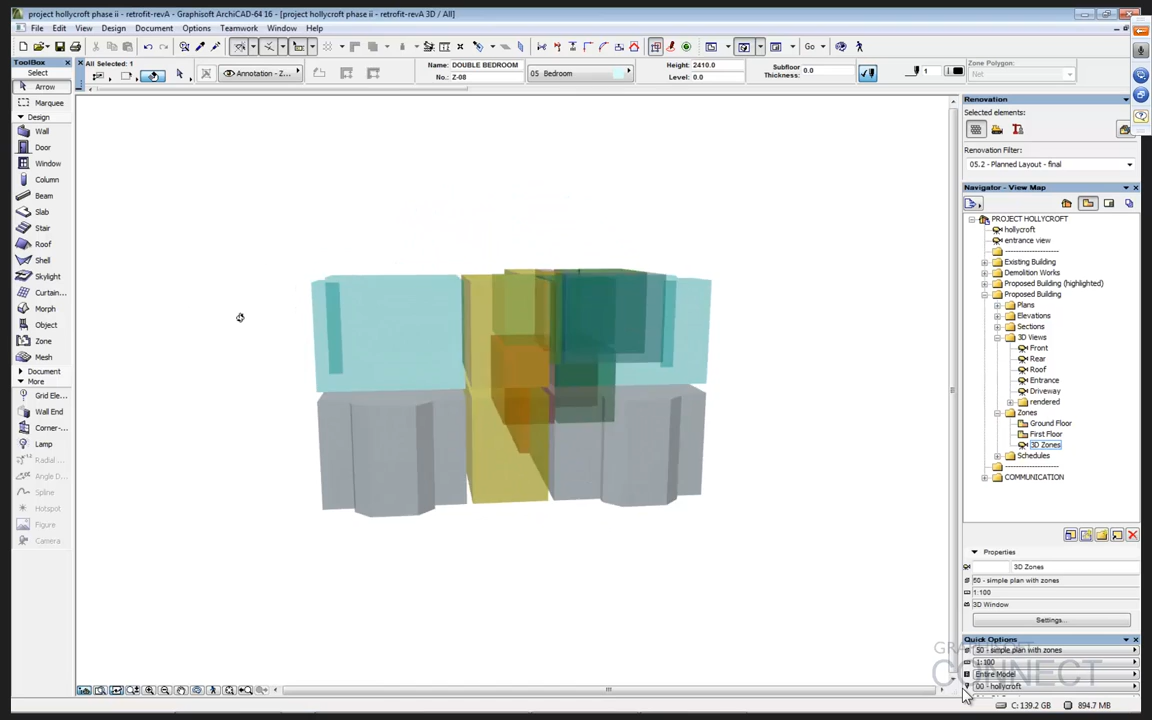 project hollycroft phase ii - retrofit-revA - Graphisoft ArchiCAD-64 16 - [project hollycroft phase ii - retrofit-revA 3D / All]
File Edit View Design Document Options Teamwork Window Help
Go
ToolBox
Select
Arrow
Marquee
Design
Wall
Door
Window
Column
Beam
Slab
Stair
Roof
Shell
Skylight
Curtain...
Morph
Object
Zone
Mesh
Document
More
Grid Ele...
Wall End
Corner-...
Lamp
Radial ...
Angle D...
Spline
Hotspot
Figure
Camera
All Selected: 1
Annotation - Z...
Name: DOUBLE BEDROOM
No.: Z-08
05 Bedroom
Height: 2410.0
Level: 0.0
Subfloor Thickness: 0.0
1
Zone Polygon:
Net
Renovation
Selected elements:
Renovation Filter:
05.2 - Planned Layout - final
Navigator - View Map
PROJECT HOLLYCROFT
hollycroft
entrance view
--------------------
Existing Building
Demolition Works
Proposed Building (highlighted)
Proposed Building
Plans
Elevations
Sections
3D Views
Front
Rear
Roof
Entrance
Driveway
rendered
Zones
Ground Floor
First Floor
3D Zones
Schedules
--------------------
COMMUNICATION
Properties
3D Zones
50 - simple plan with zones
1:100
3D Window
Settings...
Quick Options
50 - simple plan with zones
1:100
Entire Model
00 - hollycroft
GRAPHISOFT
CONNECT
C: 139.2 GB
894.7 MB